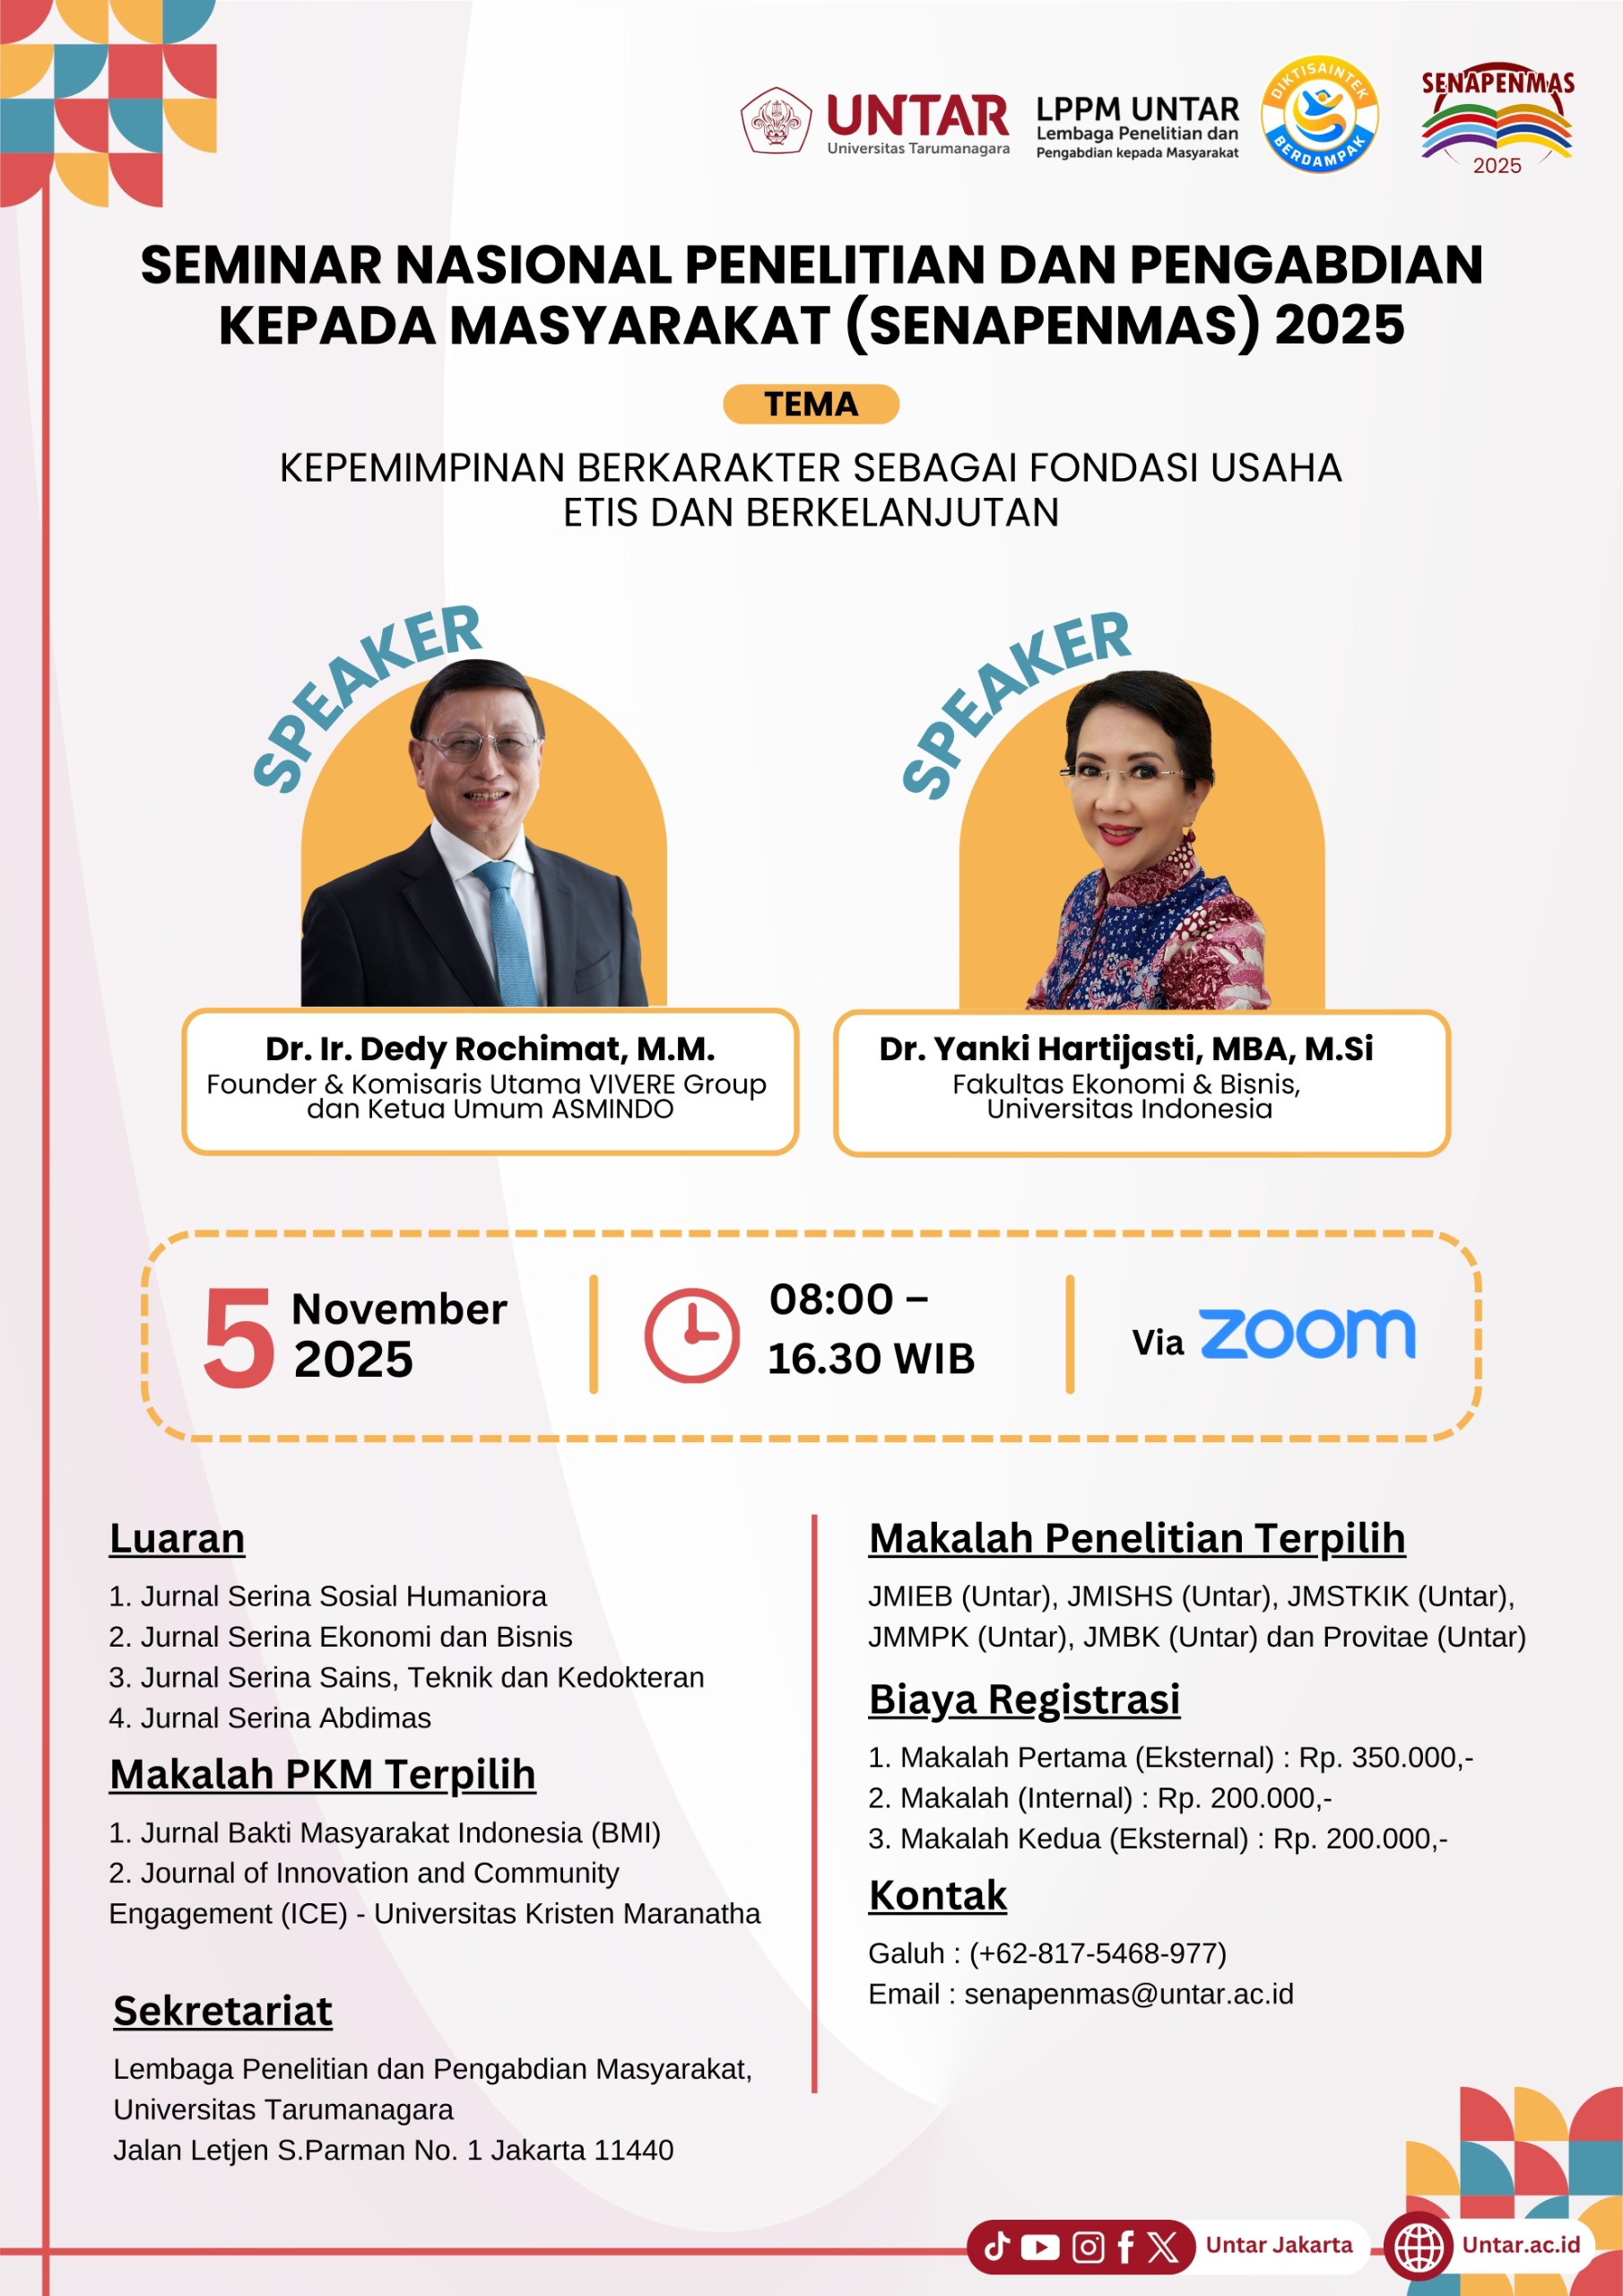 UNTAR
Universitas Tarumanagara
LPPM UNTAR
Lembaga Penelitian dan
Pengabdian kepada Masyarakat
DIKTISAINTEK
BERDAMPAK
SENAPENMAS
2025
SEMINAR NASIONAL PENELITIAN DAN PENGABDIAN
KEPADA MASYARAKAT (SENAPENMAS) 2025
TEMA
KEPEMIMPINAN BERKARAKTER SEBAGAI FONDASI USAHA
ETIS DAN BERKELANJUTAN
SPEAKER
Dr. Ir. Dedy Rochimat, M.M.
Founder & Komisaris Utama VIVERE Group
dan Ketua Umum ASMINDO
SPEAKER
Dr. Yanki Hartijasti, MBA, M.Si
Fakultas Ekonomi & Bisnis,
Universitas Indonesia
5 November
2025
08:00 –
16.30 WIB
Via zoom
Luaran
1. Jurnal Serina Sosial Humaniora
2. Jurnal Serina Ekonomi dan Bisnis
3. Jurnal Serina Sains, Teknik dan Kedokteran
4. Jurnal Serina Abdimas
Makalah PKM Terpilih
1. Jurnal Bakti Masyarakat Indonesia (BMI)
2. Journal of Innovation and Community
Engagement (ICE) - Universitas Kristen Maranatha
Sekretariat
Lembaga Penelitian dan Pengabdian Masyarakat,
Universitas Tarumanagara
Jalan Letjen S.Parman No. 1 Jakarta 11440
Makalah Penelitian Terpilih
JMIEB (Untar), JMISHS (Untar), JMSTKIK (Untar),
JMMPK (Untar), JMBK (Untar) dan Provitae (Untar)
Biaya Registrasi
1. Makalah Pertama (Eksternal) : Rp. 350.000,-
2. Makalah (Internal) : Rp. 200.000,-
3. Makalah Kedua (Eksternal) : Rp. 200.000,-
Kontak
Galuh : (+62-817-5468-977)
Email : senapenmas@untar.ac.id
Untar Jakarta
Untar.ac.id